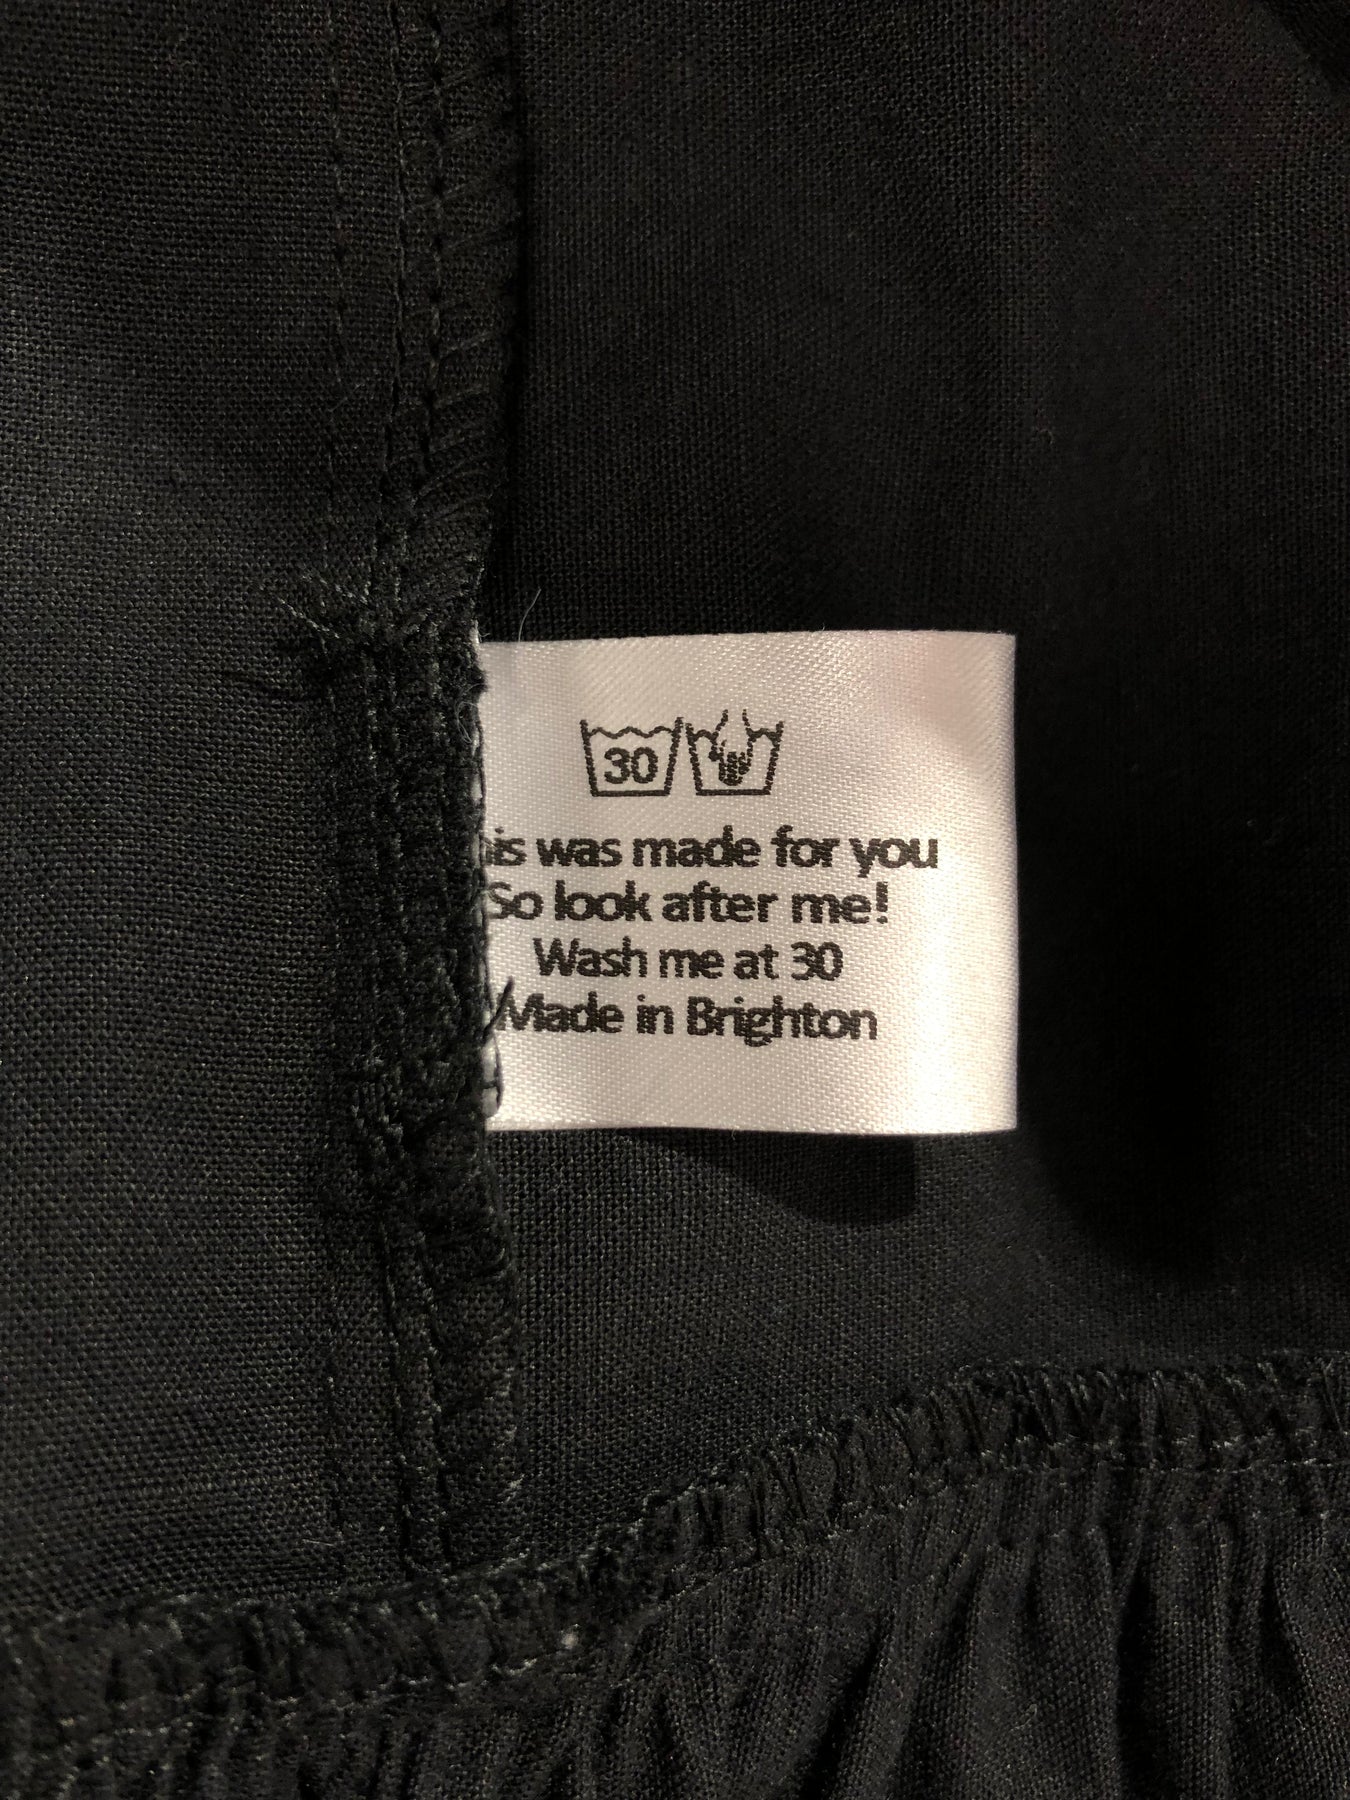 30
is was made for you
So look after me!
Wash me at 30
Made in Brighton